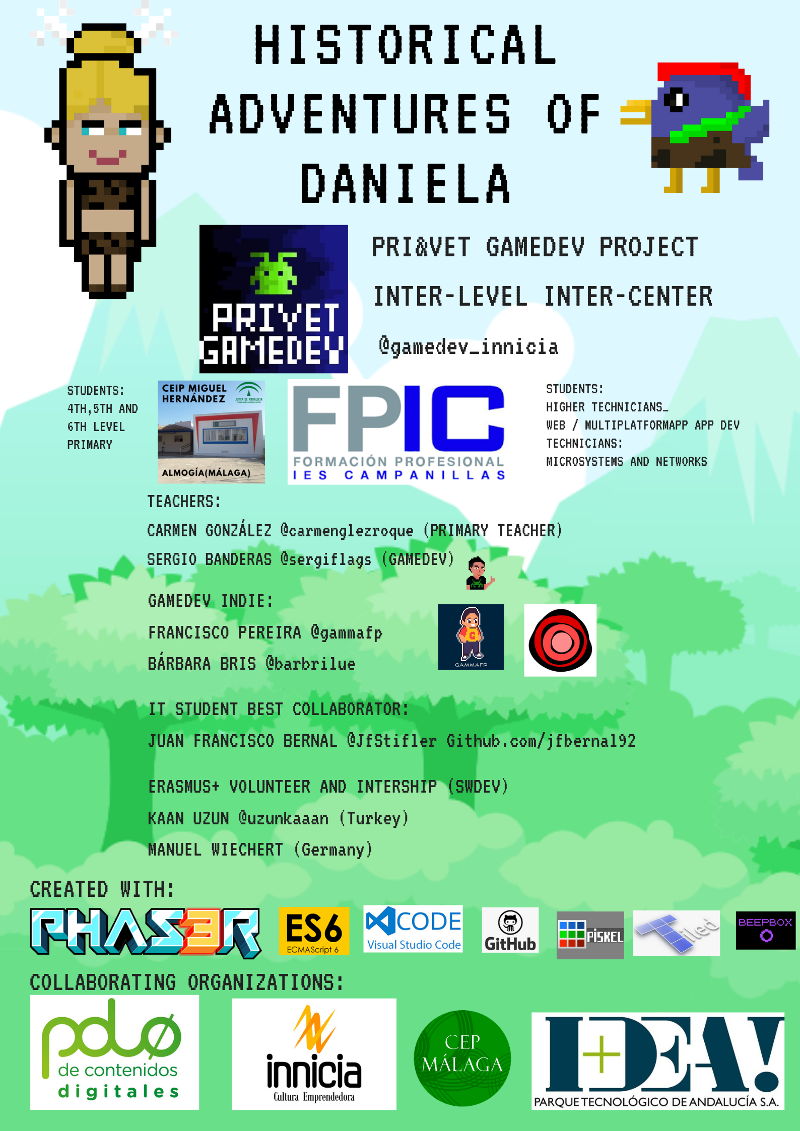 HISTORICAL
ADVENTURES OF
DANIELA
PRI&VET GAMEDEV PROJECT
INTER-LEVEL INTER-CENTER
@gamedev_innicia
PRIVET
GAMEDEV
STUDENTS:
4TH,5TH AND
6TH LEVEL
PRIMARY
CEIP MIGUEL
HERNÁNDEZ
ALMOGÍA(MÁLAGA)
FPIC
FORMACIÓN PROFESIONAL
IES CAMPANILLAS
STUDENTS:
HIGHER TECHNICIANS_
WEB / MULTIPLATFORMAPP APP DEV
TECHNICIANS:
MICROSYSTEMS AND NETWORKS
TEACHERS:
CARMEN GONZÁLEZ @carmenglezroque (PRIMARY TEACHER)
SERGIO BANDERAS @sergiflags (GAMEDEV)
GAMEDEV INDIE:
FRANCISCO PEREIRA @gammafp
BÁRBARA BRIS @barbrilue
GAMMAFP
IT STUDENT BEST COLLABORATOR:
JUAN FRANCISCO BERNAL @JfStifler Github.com/jfbernal92
ERASMUS+ VOLUNTEER AND INTERSHIP (SWDEV)
KAAN UZUN @uzunkaaan (Turkey)
MANUEL WIECHERT (Germany)
CREATED WITH:
PHAS3R
ES6
ECMAScript 6
CODE
Visual Studio Code
GitHub
PISKEL
Tiled
BEEPBOX
COLLABORATING ORGANIZATIONS:
polo
de contenidos
digitales
innicia
Cultura Emprendedora
CEP
MÁLAGA
IDEA!
PARQUE TECNOLÓGICO DE ANDALUCÍA S.A.